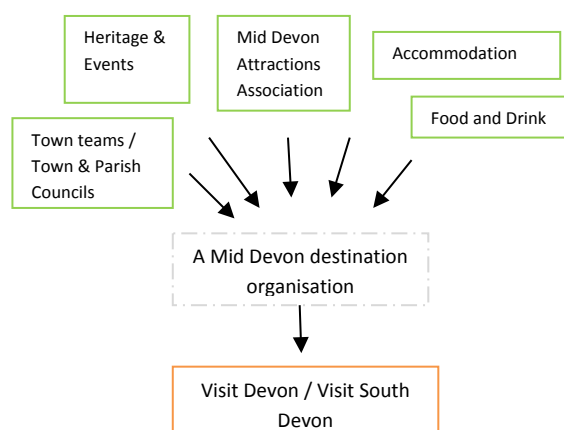 Heritage &
Events
Mid Devon
Attractions
Association
Accommodation
Food and Drink
Town teams /
Town & Parish
Councils
A Mid Devon destination
organisation
Visit Devon / Visit South
Devon